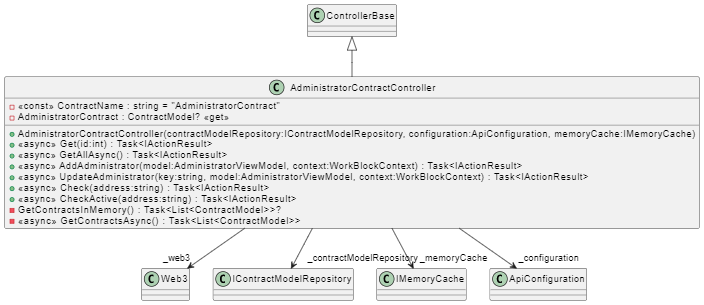 C ControllerBase
C AdministratorContractController
«const» ContractName : string = "AdministratorContract"
AdministratorContract : ContractModel? «get»
AdministratorContractController(contractModelRepository:IContractModelRepository, configuration:ApiConfiguration, memoryCache:IMemoryCache)
«async» Get(id:int) : Task<IActionResult>
«async» GetAllAsync() : Task<IActionResult>
«async» AddAdministrator(model:AdministratorViewModel, context:WorkBlockContext) : Task<IActionResult>
«async» UpdateAdministrator(key:string, model:AdministratorViewModel, context:WorkBlockContext) : Task<IActionResult>
«async» Check(address:string) : Task<IActionResult>
«async» CheckActive(address:string) : Task<IActionResult>
GetContractsInMemory() : Task<List<ContractModel>>?
«async» GetContractsAsync() : Task<List<ContractModel>>
_web3 _contractModelRepository _memoryCache _configuration
C Web3 C IContractModelRepository C IMemoryCache C ApiConfiguration